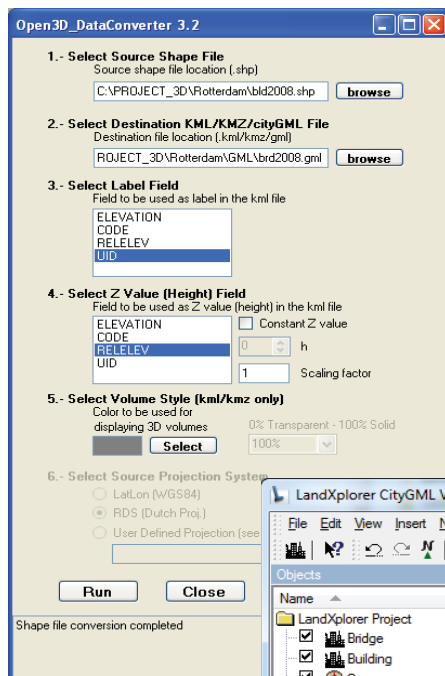 Open3D_DataConverter 3.2
1.- Select Source Shape File
Source shape file location (.shp)
C:\PROJECT_3D\Rotterdam\bld2008.shp browse
2.- Select Destination KML/KMZ/cityGML File
Destination file location (.kml/kmz/gml)
ROJECT_3D\Rotterdam\GML\brd2008.gml browse
3.- Select Label Field
Field to be used as label in the kml file
ELEVATION
CODE
RELELEV
UID
4.- Select Z Value (Height) Field
Field to be used as Z value (height) in the kml file
ELEVATION
CODE
RELELEV
UID
Constant Z value
0 h
1 Scaling factor
5.- Select Volume Style (kml/kmz only)
Color to be used for
displaying 3D volumes
Select
0% Transparent - 100% Solid
100%
6.- Select Source Projection System
LatLon (WGS84)
RDS (Dutch Proj.)
User Defined Projection (see
Run Close
Shape file conversion completed
LandXplorer CityGML V
File Edit View Insert
Objects
Name
LandXplorer Project
Bridge
Building